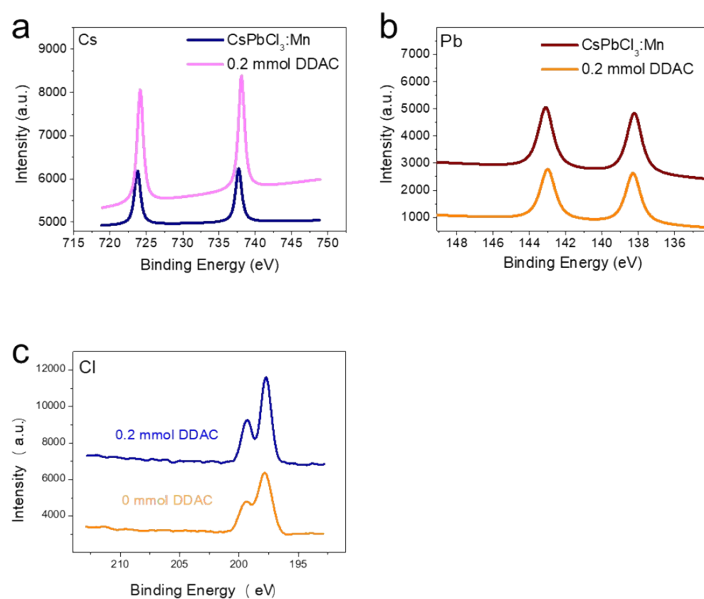 a
Cs
CsPbCl3:Mn
0.2 mmol DDAC
Intensity (a.u.)
9000
8000
7000
6000
5000
715 720 725 730 735 740 745 750
Binding Energy (eV)
b
Pb
CsPbCl3:Mn
0.2 mmol DDAC
Intensity (a.u.)
7000
6000
5000
4000
3000
2000
1000
148 146 144 142 140 138 136
Binding Energy (eV)
c
Cl
0.2 mmol DDAC
0 mmol DDAC
Intensity ( a.u.)
12000
10000
8000
6000
4000
210 205 200 195
Binding Energy ( eV)